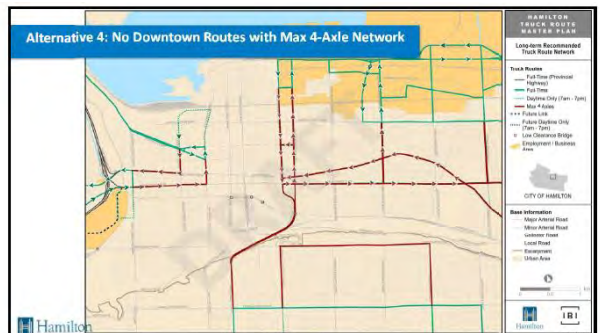 Alternative 4: No Downtown Routes with Max 4-Axle Network
HAMILTON
TRUCK ROUTE
MASTER PLAN
Long-term Recommended
Truck Route Network
Truck Routes
Full-Time (Provincial
Highway)
Full-Time
Daytime Only (7am - 7pm)
Max 4 Axles
Future Link
Future Daytime Only
(7am - 7pm)
Low Clearance Bridge
Employment / Business
Area
CITY OF HAMILTON
Base Information
Major Arterial Road
Minor Arterial Road
Collector Road
Local Road
Escarpment
Urban Area
Hamilton
Hamilton
IBI